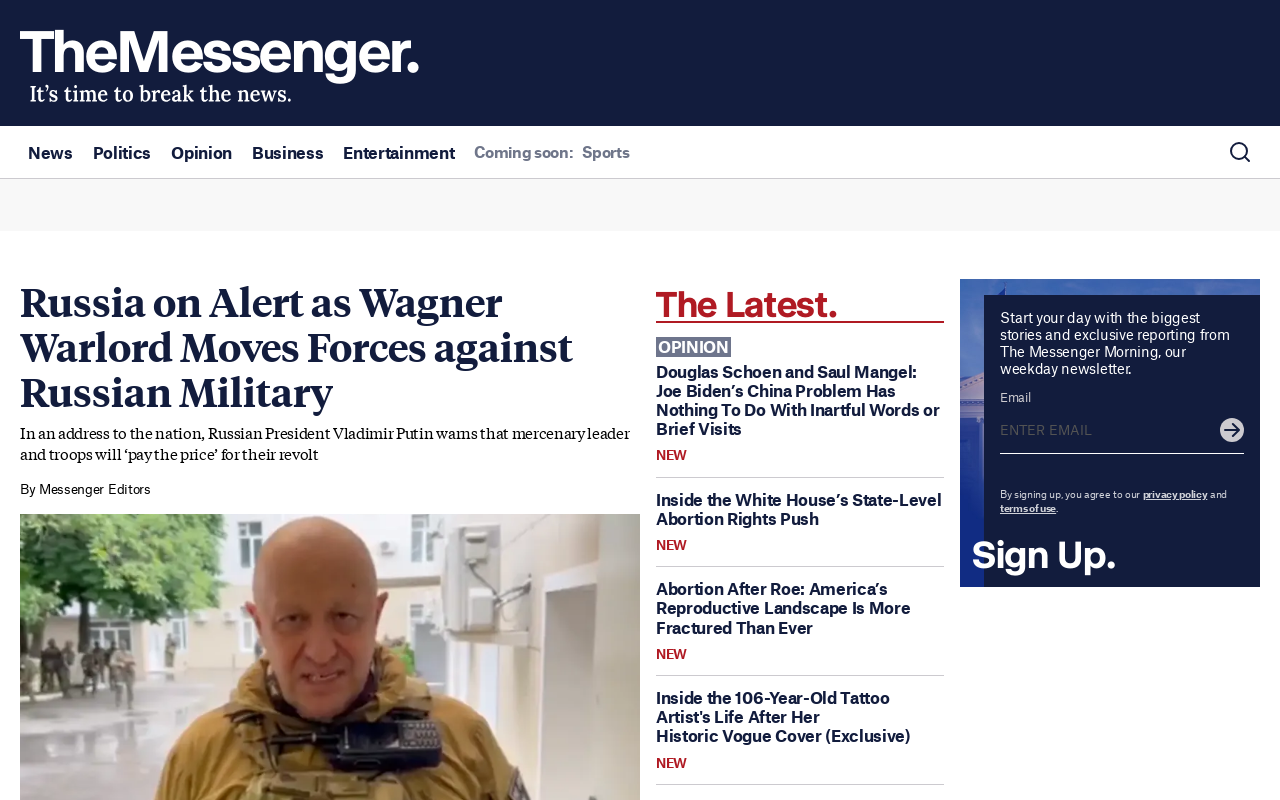 TheMessenger.
It's time to break the news.
News Politics Opinion Business Entertainment Coming soon: Sports
Russia on Alert as Wagner
Warlord Moves Forces against
Russian Military
In an address to the nation, Russian President Vladimir Putin warns that mercenary leader
and troops will ‘pay the price’ for their revolt
By Messenger Editors
The Latest.
OPINION
Douglas Schoen and Saul Mangel:
Joe Biden’s China Problem Has
Nothing To Do With Inartful Words or
Brief Visits
NEW
Inside the White House’s State-Level
Abortion Rights Push
NEW
Abortion After Roe: America’s
Reproductive Landscape Is More
Fractured Than Ever
NEW
Inside the 106-Year-Old Tattoo
Artist's Life After Her
Historic Vogue Cover (Exclusive)
NEW
Start your day with the biggest
stories and exclusive reporting from
The Messenger Morning, our
weekday newsletter.
Email
ENTER EMAIL
By signing up, you agree to our privacy policy and
terms of use.
Sign Up.